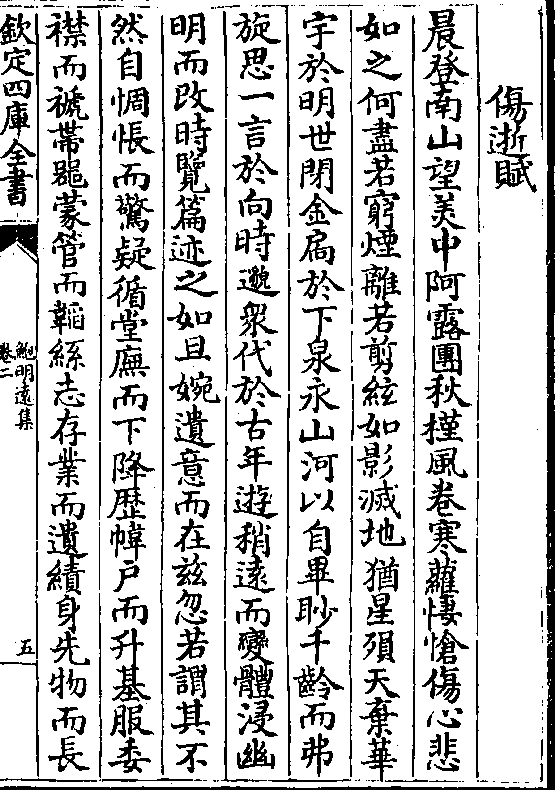 傷逝賦
晨登南山望美中阿露團秋槿風卷寒蘿悽愴傷心悲
如之何盡若窮煙離若剪絃如影滅地猶星殞天棄華
宇於明世閉金扃於下泉永山河以自畢眇千齡而弗
旋思一言於向時邈衆代於古年遊稍遠而變體浸幽
明而改時覽篇迹之如旦婉遺意而在兹忽若謂其不
然自惆悵而驚疑循堂廡而下降歴幃户而升基服委
襟而褫帶器蒙管而韜絲志存業而遺績身先物而長
欽定四庫全書
鮑明遠集
卷二
五